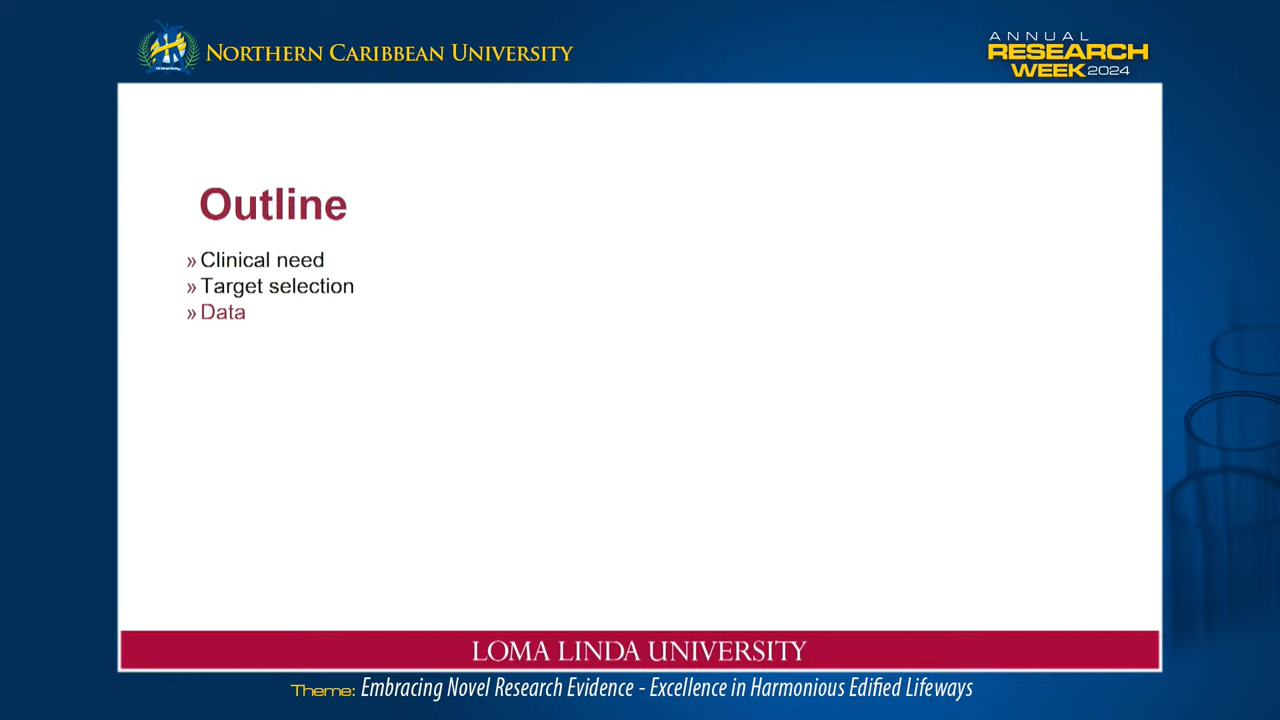 NORTHERN CARIBBEAN UNIVERSITY
ANNUAL
RESEARCH
WEEK 2024
Outline
» Clinical need
» Target selection
» Data
LOMA LINDA UNIVERSITY
Theme: Embracing Novel Research Evidence - Excellence in Harmonious Edified Lifeways